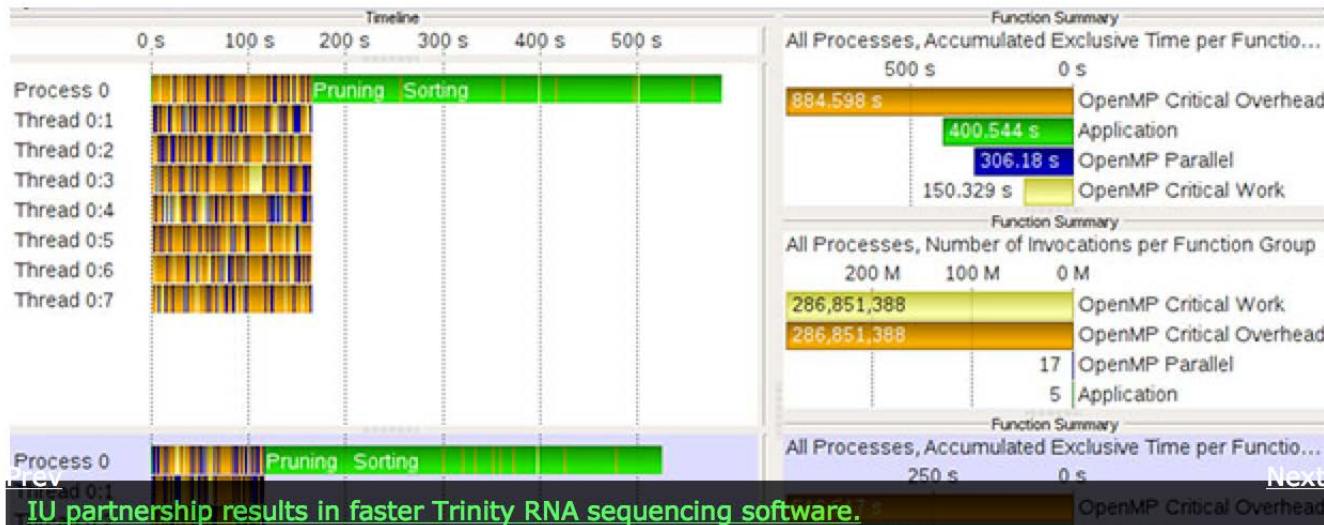 Timeline
0 s 100 s 200 s 300 s 400 s 500 s
Process 0 Pruning Sorting
Thread 0:1
Thread 0:2
Thread 0:3
Thread 0:4
Thread 0:5
Thread 0:6
Thread 0:7
Process 0 Pruning Sorting
Thread 0:1
Function Summary
All Processes, Accumulated Exclusive Time per Functio...
500 s 0 s
884.598 s OpenMP Critical Overhead
400.544 s Application
306.18 s OpenMP Parallel
150.329 s OpenMP Critical Work
Function Summary
All Processes, Number of Invocations per Function Group
200 M 100 M 0 M
286,851,388 OpenMP Critical Work
286,851,388 OpenMP Critical Overhead
17 OpenMP Parallel
5 Application
Function Summary
All Processes, Accumulated Exclusive Time per Functio...
250 s 0 s
OpenMP Critical Overhead
Prev
Next
IU partnership results in faster Trinity RNA sequencing software.